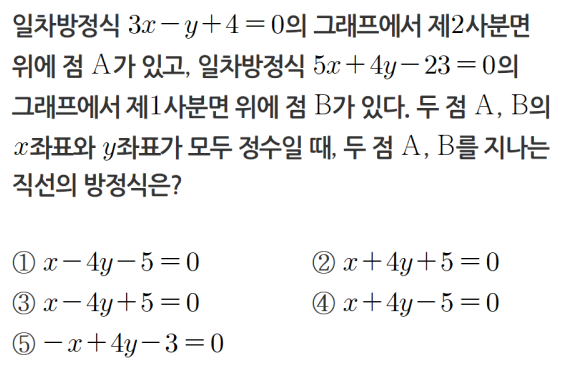 일차방정식 3x－y＋4＝0의 그래프에서 제2사분면
위에 점 A가 있고, 일차방정식 5x＋4y－23＝0의
그래프에서 제1사분면 위에 점 B가 있다. 두 점 A, B의
x좌표와 y좌표가 모두 정수일 때, 두 점 A, B를 지나는
직선의 방정식은?
① x－4y－5＝0 ② x＋4y＋5＝0
③ x－4y＋5＝0 ④ x＋4y－5＝0
⑤ －x＋4y－3＝0